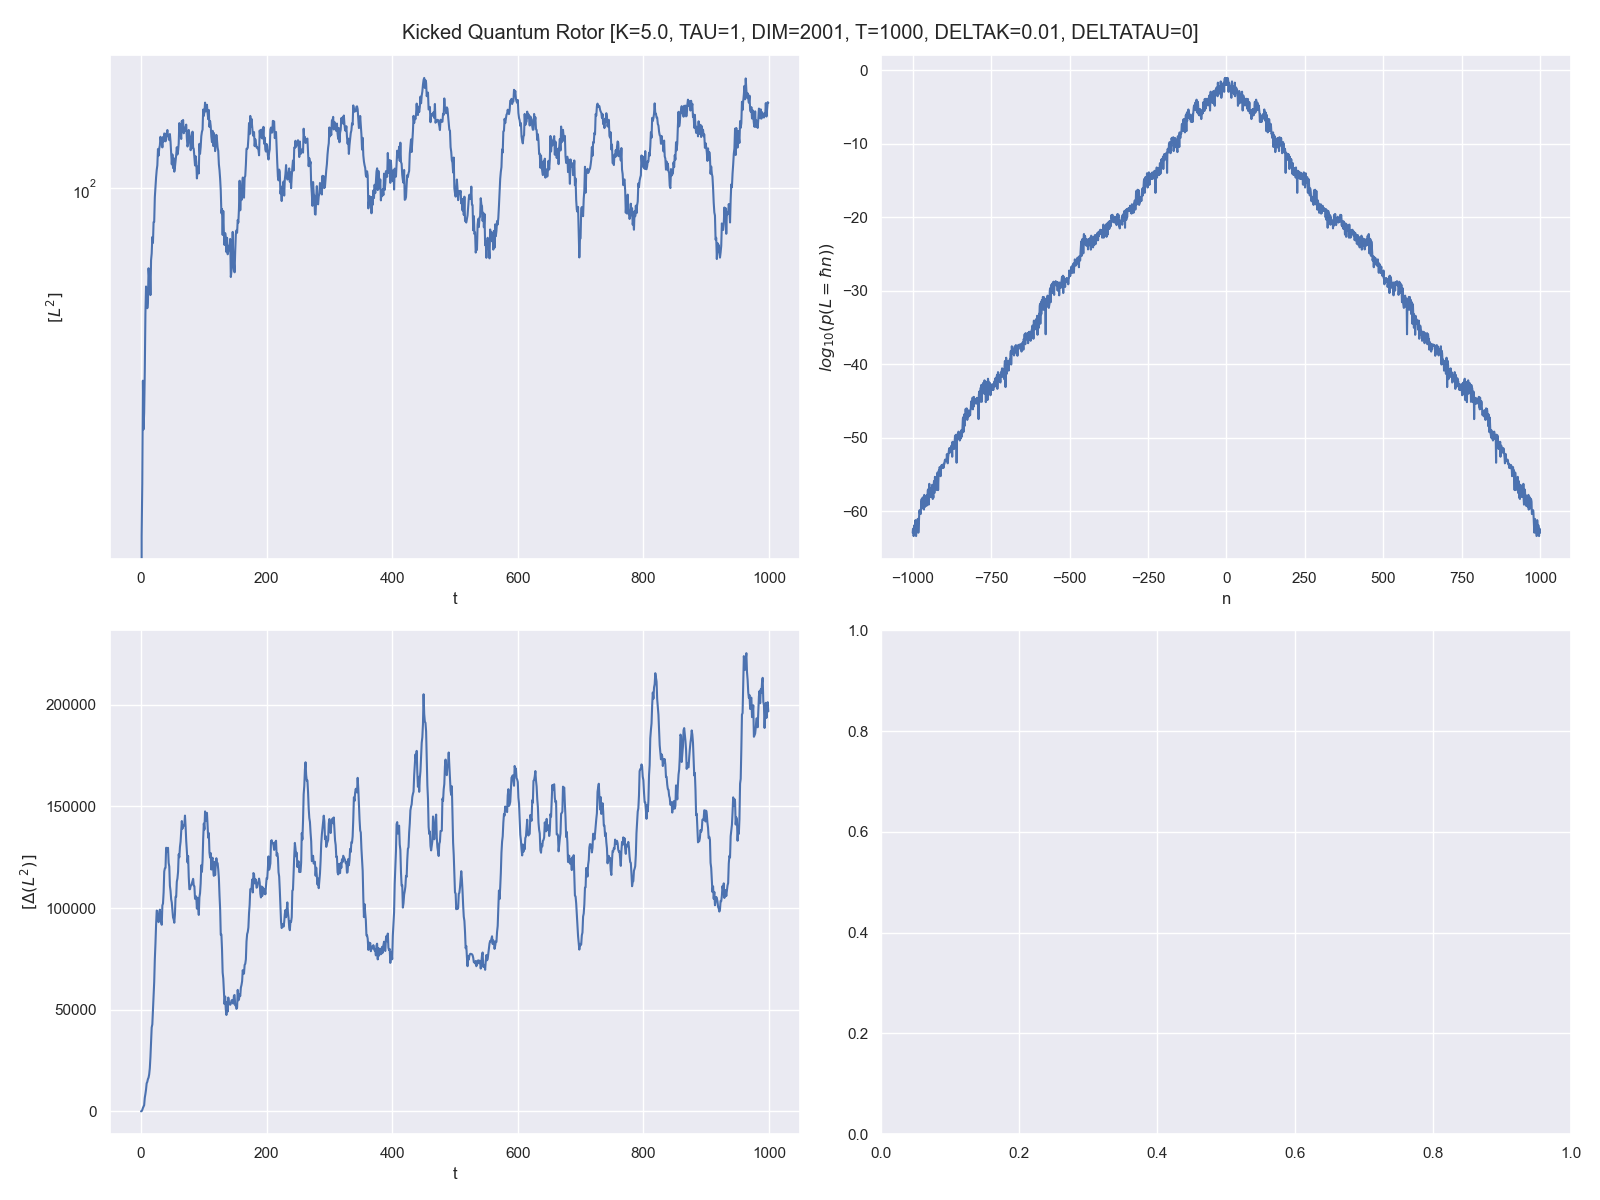 Kicked Quantum Rotor [K=5.0, TAU=1, DIM=2001, T=1000, DELTAK=0.01, DELTATAU=0]
10²
[L²]
0 200 400 600 800 1000
t
0
−10
−20
−30
−40
−50
−60
log₁₀(p(L = ℏn))
−1000 −750 −500 −250 0 250 500 750 1000
n
200000
150000
100000
50000
0
[Δ(L²)]
0 200 400 600 800 1000
t
1.0
0.8
0.6
0.4
0.2
0.0
0.0 0.2 0.4 0.6 0.8 1.0